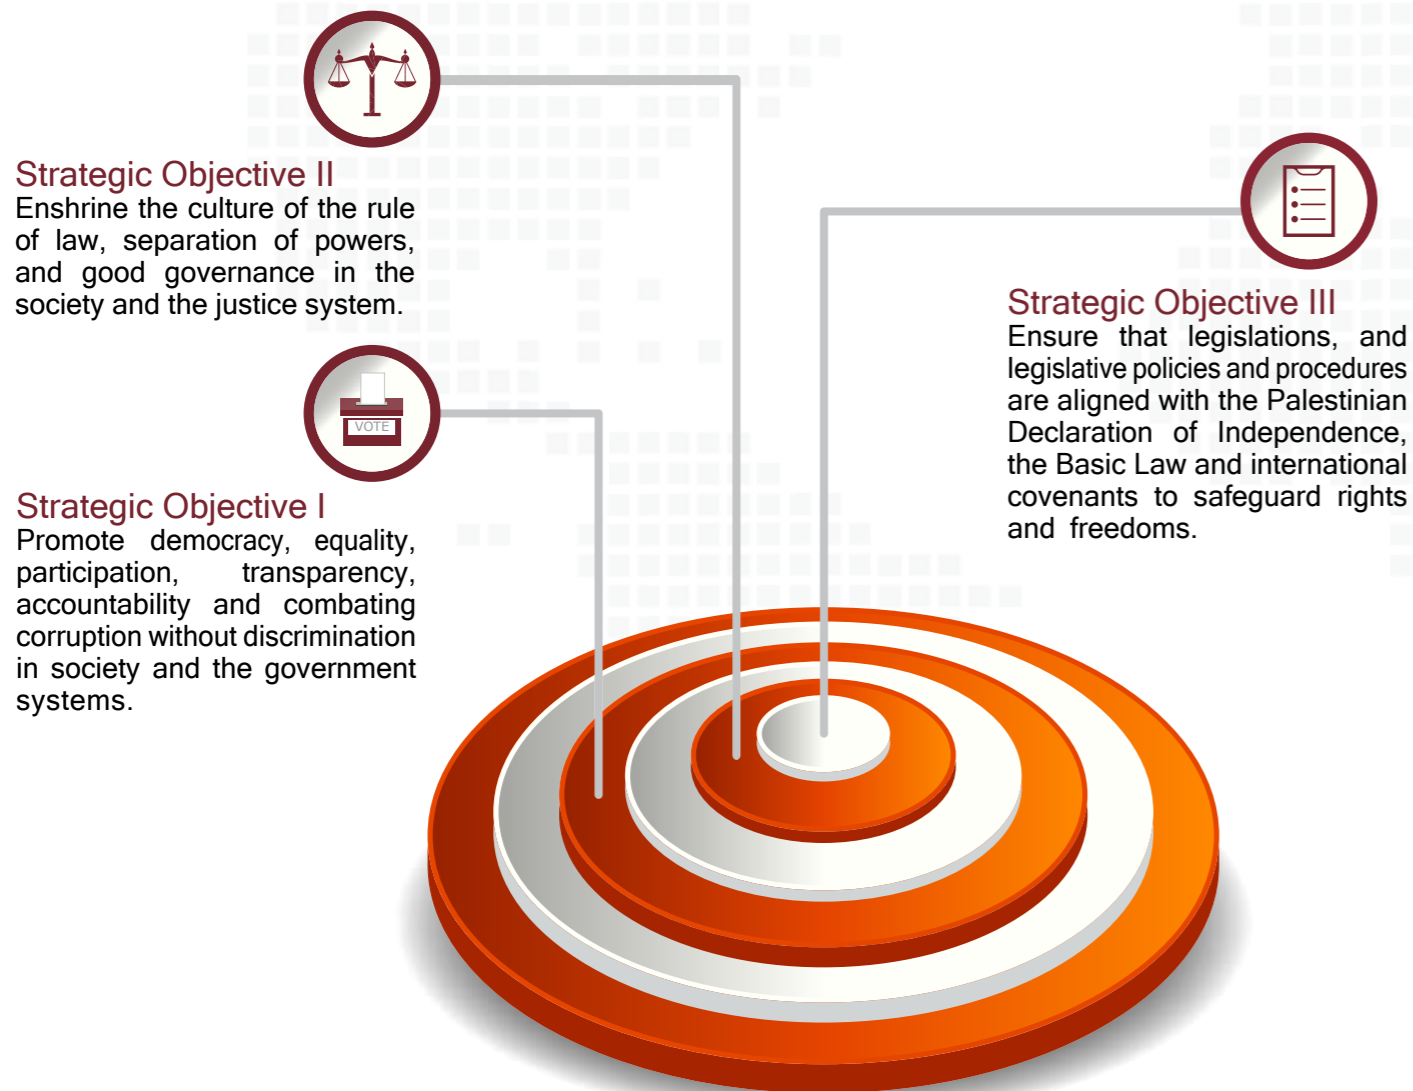 Strategic Objective II
Enshrine the culture of the rule
of law, separation of powers,
and good governance in the
society and the justice system.
VOTE
Strategic Objective I
Promote democracy, equality,
participation, transparency,
accountability and combating
corruption without discrimination
in society and the government
systems.
Strategic Objective III
Ensure that legislations, and
legislative policies and procedures
are aligned with the Palestinian
Declaration of Independence,
the Basic Law and international
covenants to safeguard rights
and freedoms.